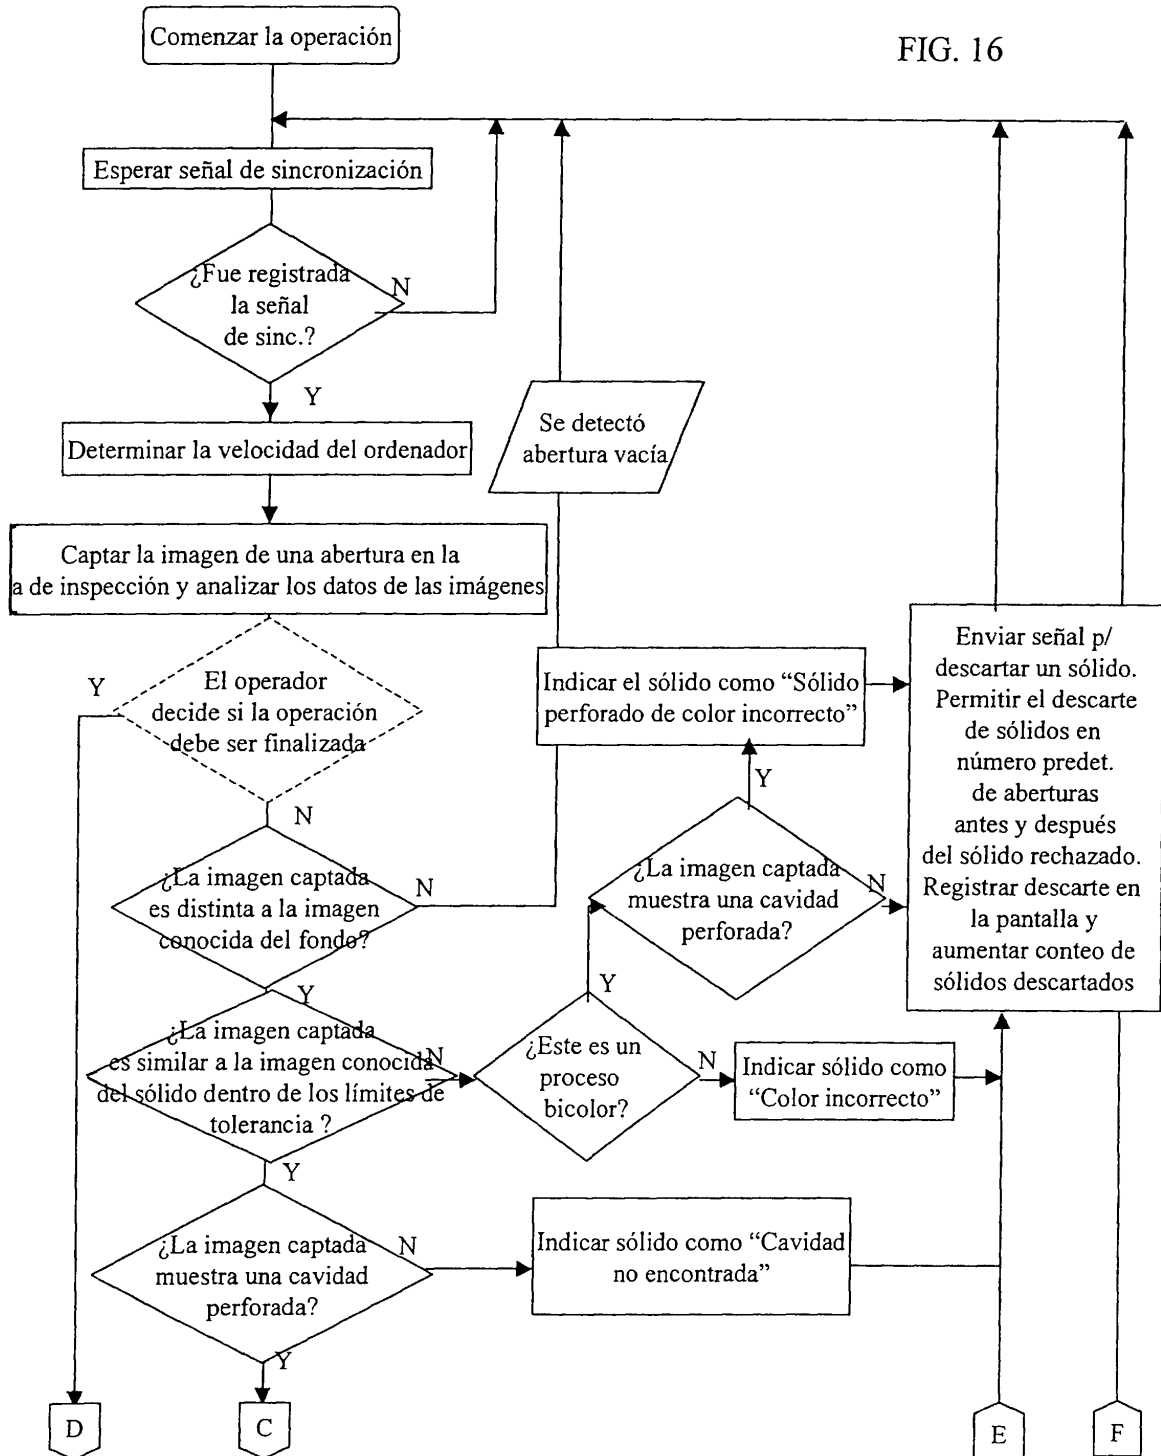 Comenzar la operación
FIG. 16
Esperar señal de sincronización
¿Fue registrada
la señal
de sinc.?
N
Y
Se detectó
abertura vacía
Determinar la velocidad del ordenador
Captar la imagen de una abertura en la
a de inspección y analizar los datos de las imágenes
Y
El operador
decide si la operación
debe ser finalizada
N
Indicar el sólido como “Sólido
perforado de color incorrecto”
Enviar señal p/
descartar un sólido.
Permitir el descarte
de sólidos en
número predet.
de aberturas
antes y después
del sólido rechazado.
Registrar descarte en
la pantalla y
aumentar conteo de
sólidos descartados
Y
¿La imagen captada
es distinta a la imagen
conocida del fondo?
N
¿La imagen captada
muestra una cavidad
perforada?
N
Y
Y
¿La imagen captada
es similar a la imagen conocida
del sólido dentro de los límites de
tolerancia ?
N
¿Este es un
proceso
bicolor?
N
Indicar sólido como
“Color incorrecto”
Y
¿La imagen captada
muestra una cavidad
perforada?
N
Indicar sólido como “Cavidad
no encontrada”
Y
D
C
E
F